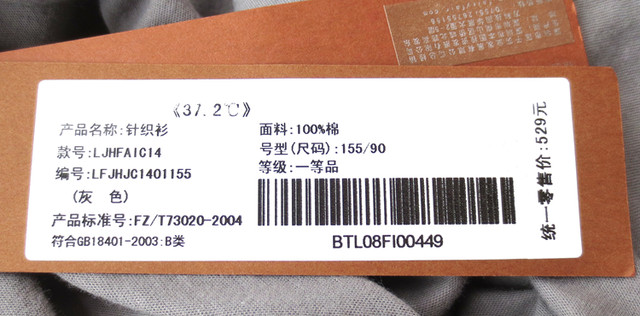 《37.2℃》
产品名称:针织衫
款号:LJHFAIC14
编号:LFJHJC1401155
(灰 色)
产品标准号:FZ/T73020-2004
符合GB18401-2003:B类
面料:100%棉
号型(尺码):155/90
等级:一等品
BTL08FI00449
统一零售价:529元